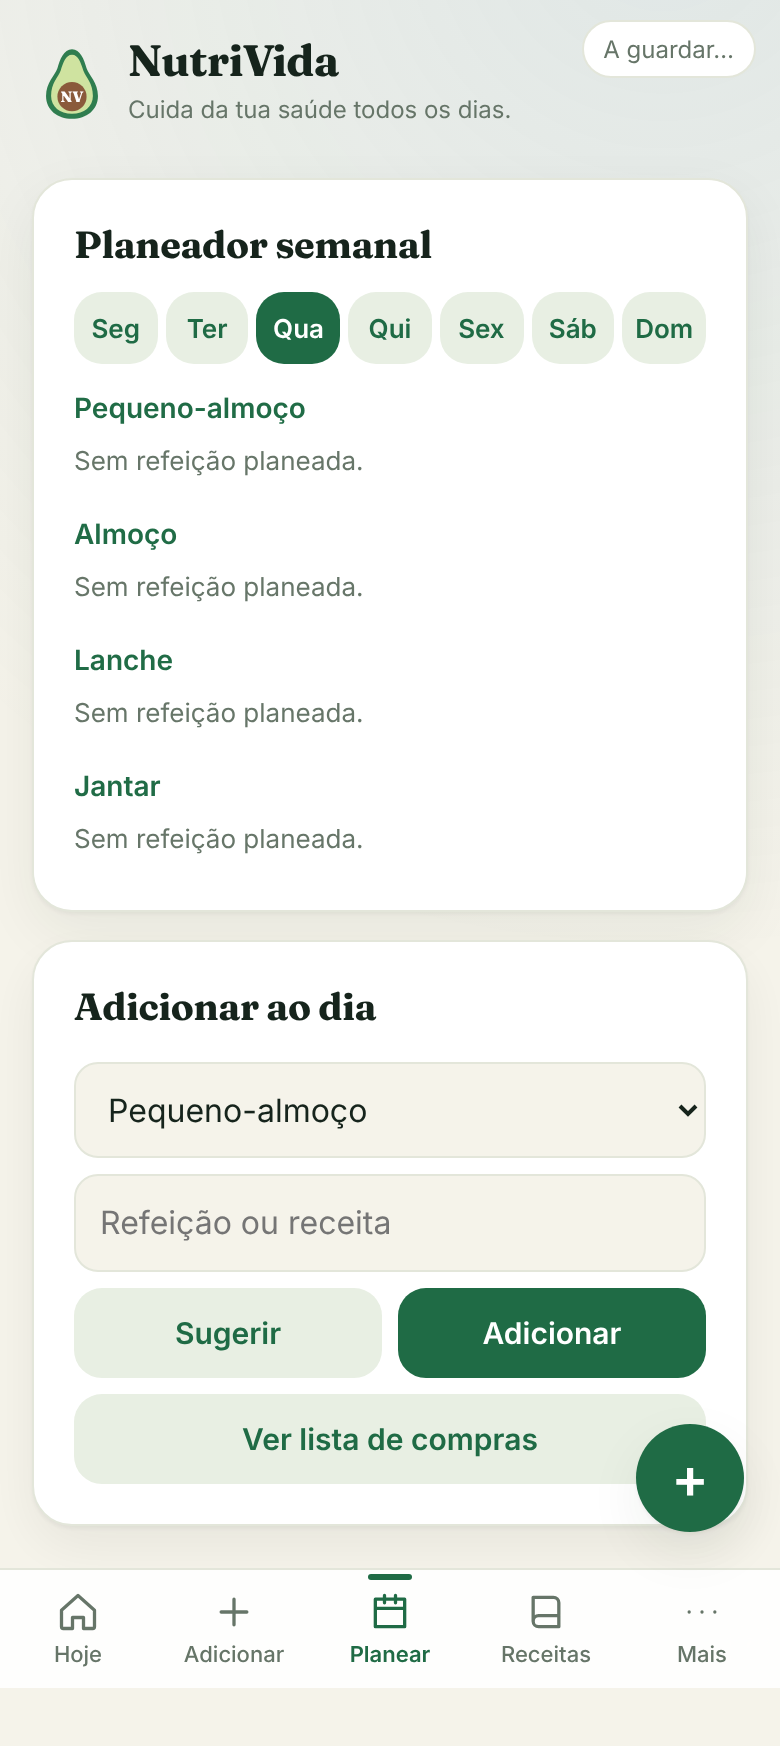 NV
NutriVida
Cuida da tua saúde todos os dias.
A guardar...
Planeador semanal
Seg Ter Qua Qui Sex Sáb Dom
Pequeno-almoço
Sem refeição planeada.
Almoço
Sem refeição planeada.
Lanche
Sem refeição planeada.
Jantar
Sem refeição planeada.
Adicionar ao dia
Pequeno-almoço
Refeição ou receita
Sugerir Adicionar
Ver lista de compras
+
Hoje Adicionar Planear Receitas Mais